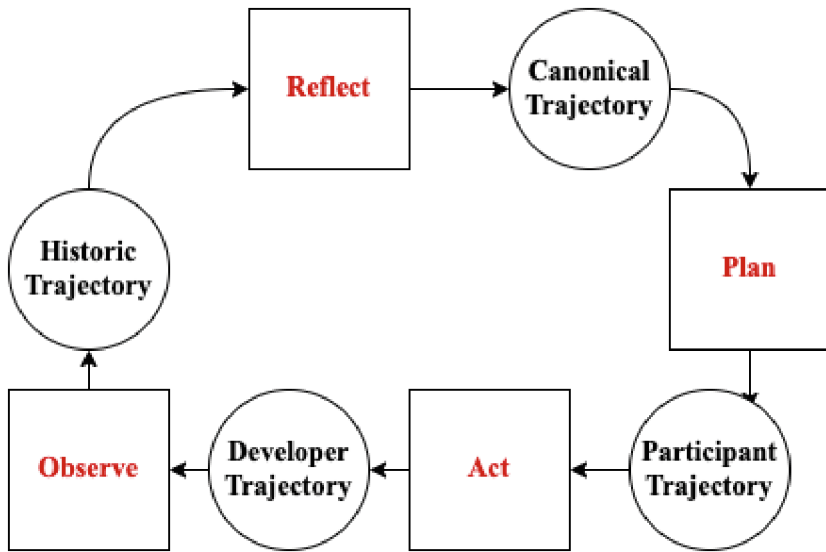 Reflect
Canonical
Trajectory
Historic
Trajectory
Plan
Observe
Developer
Trajectory
Act
Participant
Trajectory